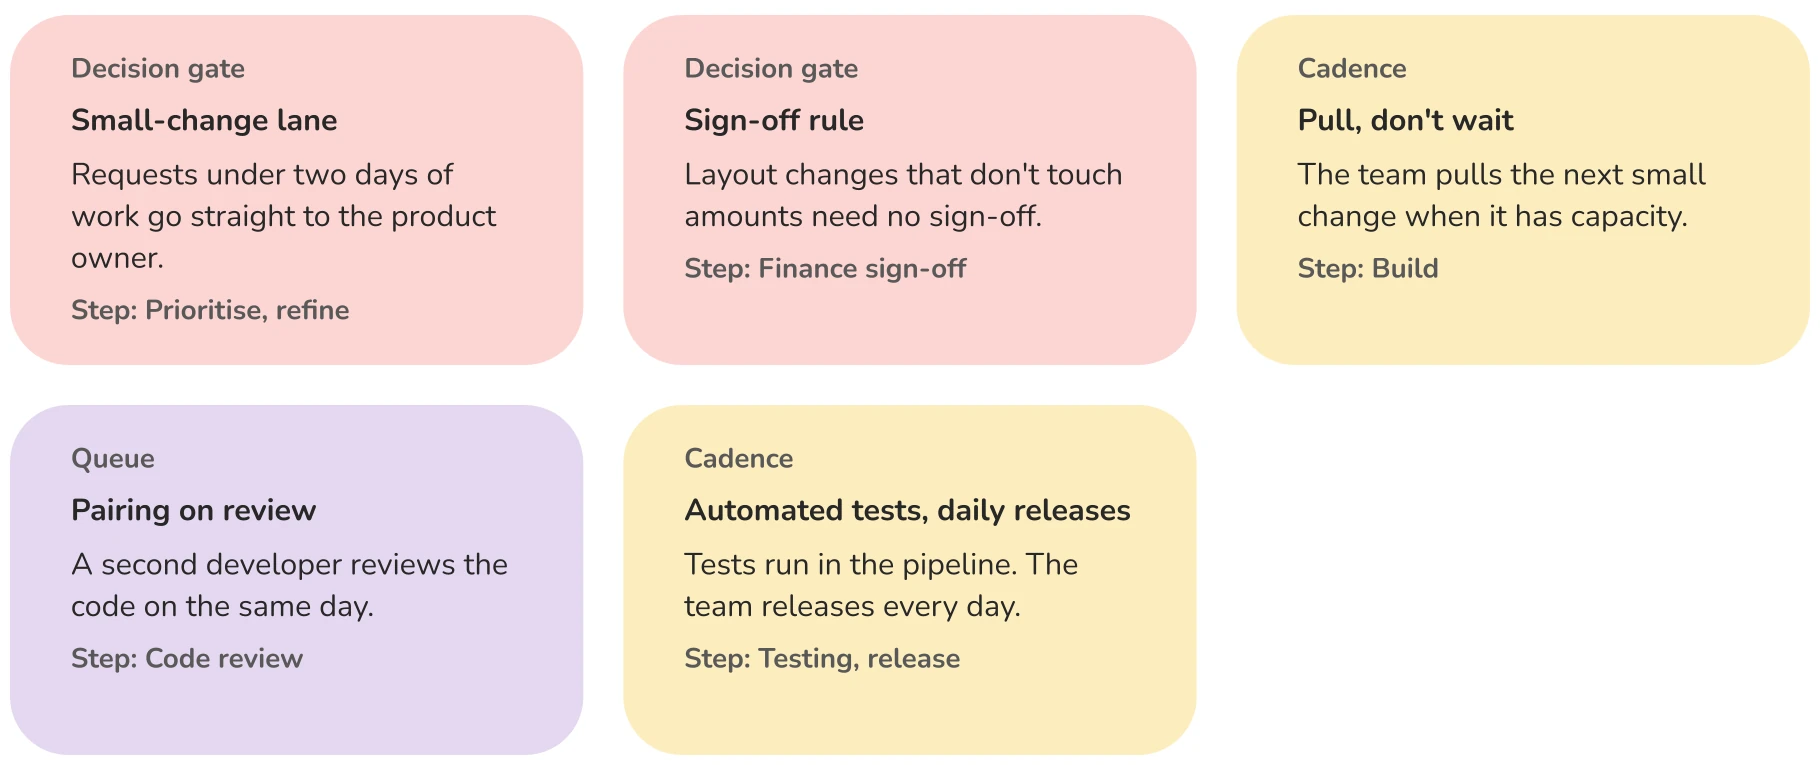 Decision gate
Small-change lane
Requests under two days of
work go straight to the product
owner.
Step: Prioritise, refine
Decision gate
Sign-off rule
Layout changes that don't touch
amounts need no sign-off.
Step: Finance sign-off
Cadence
Pull, don't wait
The team pulls the next small
change when it has capacity.
Step: Build
Queue
Pairing on review
A second developer reviews the
code on the same day.
Step: Code review
Cadence
Automated tests, daily releases
Tests run in the pipeline. The
team releases every day.
Step: Testing, release